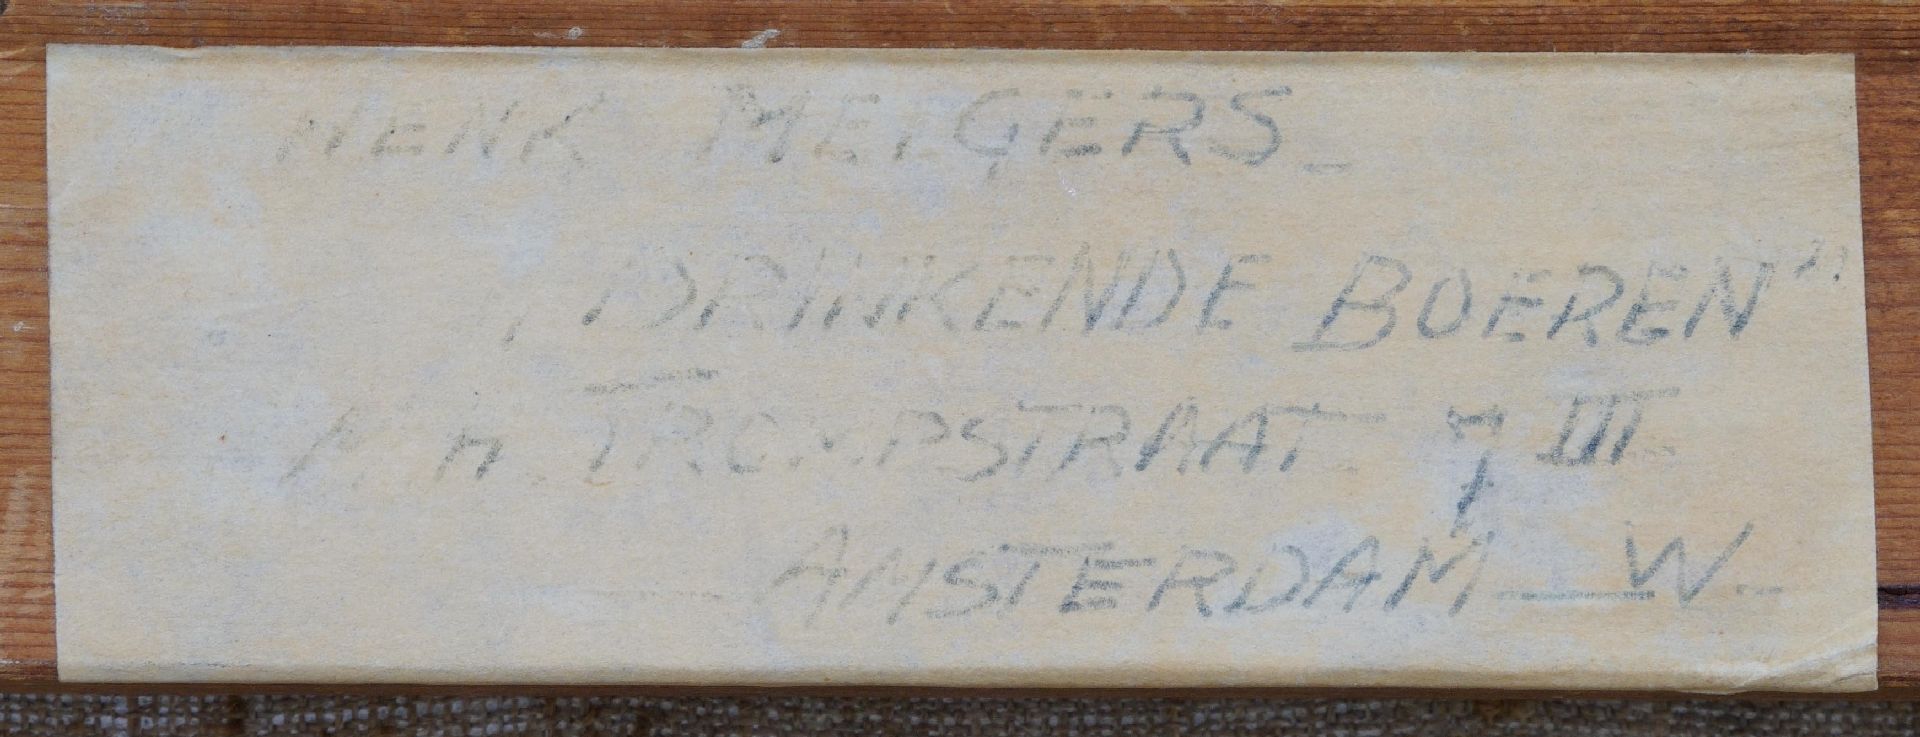 HENK MELGERS -
„DRINKENDE BOEREN”
M. H. TROMPSTRAAT 7 III
AMSTERDAM — W. -